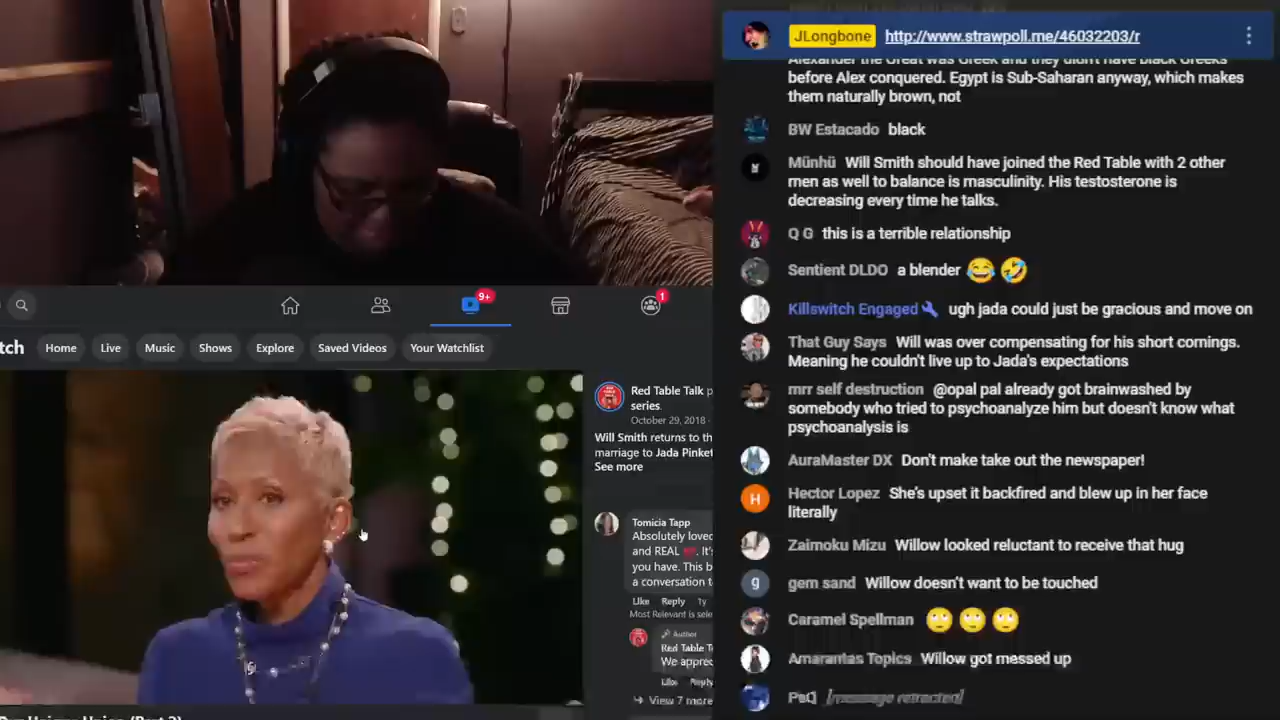 JLongbone http://www.strawpoll.me/46032203/r
Alexander the Great was Greek and they didn't have black Greeks
before Alex conquered. Egypt is Sub-Saharan anyway, which makes
them naturally brown, not
BW Estacado black
Münhü Will Smith should have joined the Red Table with 2 other
men as well to balance is masculinity. His testosterone is
decreasing every time he talks.
Q G this is a terrible relationship
Sentient DLDO a blender 😂 🤣
Killswitch Engaged ugh jada could just be gracious and move on
That Guy Says Will was over compensating for his short comings.
Meaning he couldn't live up to Jada's expectations
mrr self destruction @opal pal already got brainwashed by
somebody who tried to psychoanalyze him but doesn't know what
psychoanalysis is
AuraMaster DX Don't make take out the newspaper!
H Hector Lopez She's upset it backfired and blew up in her face
literally
Zaimoku Mizu Willow looked reluctant to receive that hug
g gem sand Willow doesn't want to be touched
Caramel Spellman 🙄 🙄 🙄
Amarantas Topics Willow got messed up
[message retracted]
9+
1
tch Home Live Music Shows Explore Saved Videos Your Watchlist
Red Table Talk p
series.
October 29, 2018 ·
Will Smith returns to th
marriage to Jada Pinket
See more
Tomicia Tapp
Absolutely loved
and REAL ❤️. It's
you have. This b
a conversation t
Like Reply 1y
Most Relevant is sele
Author
Red Table T
We apprec
Like Reply
View 7 more